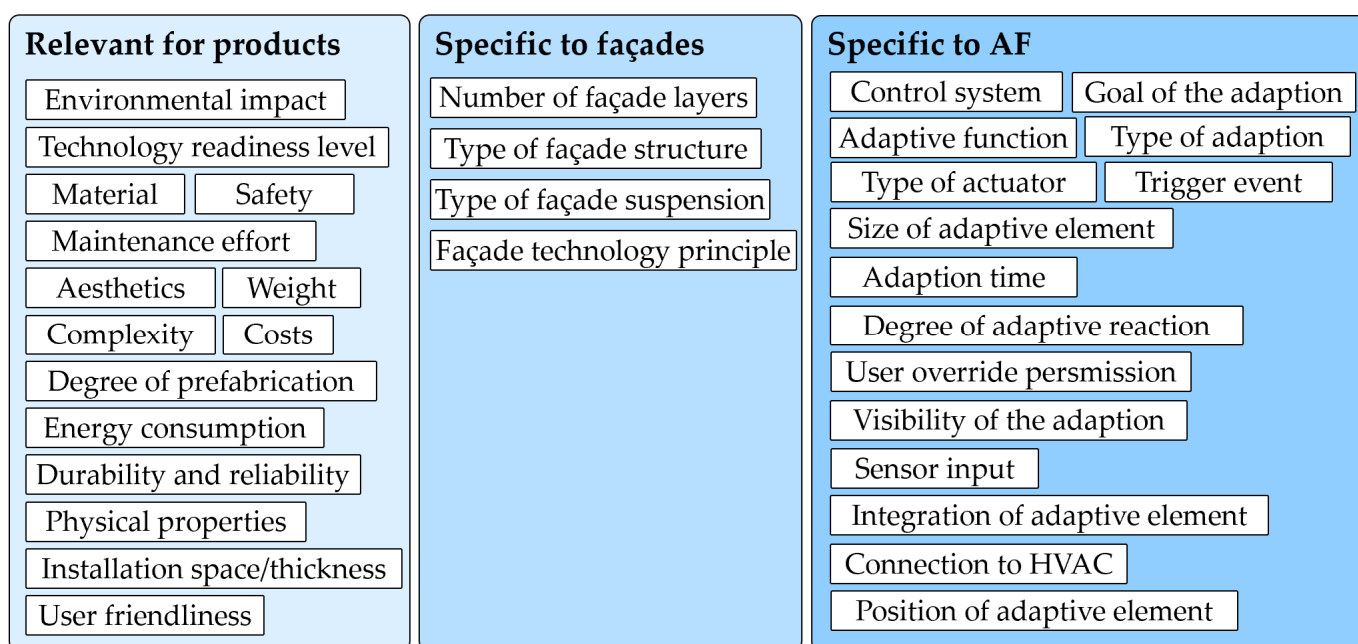 Relevant for products
Environmental impact
Technology readiness level
Material Safety
Maintenance effort
Aesthetics Weight
Complexity Costs
Degree of prefabrication
Energy consumption
Durability and reliability
Physical properties
Installation space/thickness
User friendliness
Specific to façades
Number of façade layers
Type of façade structure
Type of façade suspension
Façade technology principle
Specific to AF
Control system Goal of the adaption
Adaptive function Type of adaption
Type of actuator Trigger event
Size of adaptive element
Adaption time
Degree of adaptive reaction
User override persmission
Visibility of the adaption
Sensor input
Integration of adaptive element
Connection to HVAC
Position of adaptive element